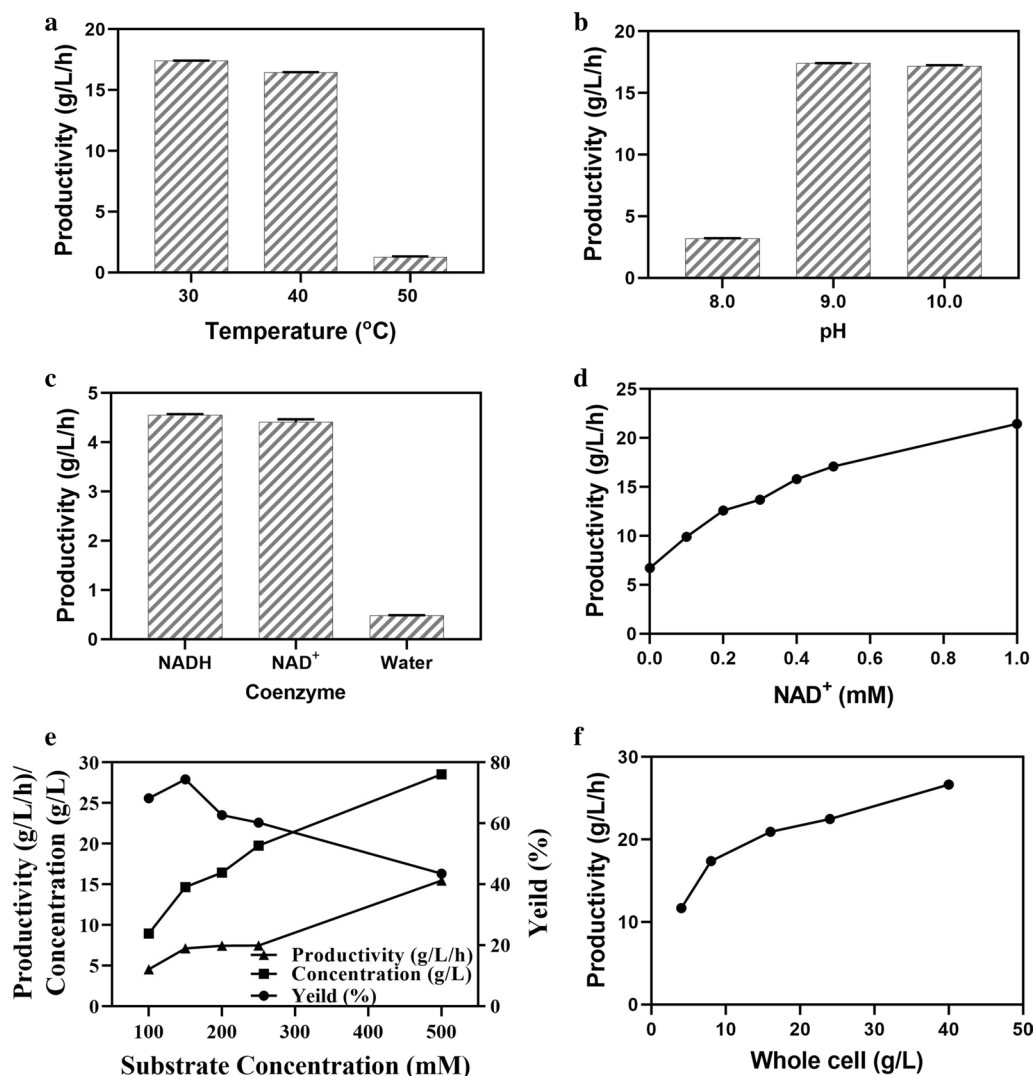 a
Productivity (g/L/h)
20
15
10
5
0
30 40 50
Temperature (°C)
b
Productivity (g/L/h)
20
15
10
5
0
8.0 9.0 10.0
pH
c
Productivity (g/L/h)
5
4
3
2
1
0
NADH NAD+ Water
Coenzyme
d
Productivity (g/L/h)
25
20
15
10
5
0
0.0 0.2 0.4 0.6 0.8 1.0
NAD+ (mM)
e
Productivity (g/L/h)/
Concentration (g/L)
30
25
20
15
10
5
0
80
60
40
20
0
Yeild (%)
Productivity (g/L/h)
Concentration (g/L)
Yeild (%)
100 200 300 400 500
Substrate Concentration (mM)
f
Productivity (g/L/h)
30
20
10
0
0 10 20 30 40 50
Whole cell (g/L)